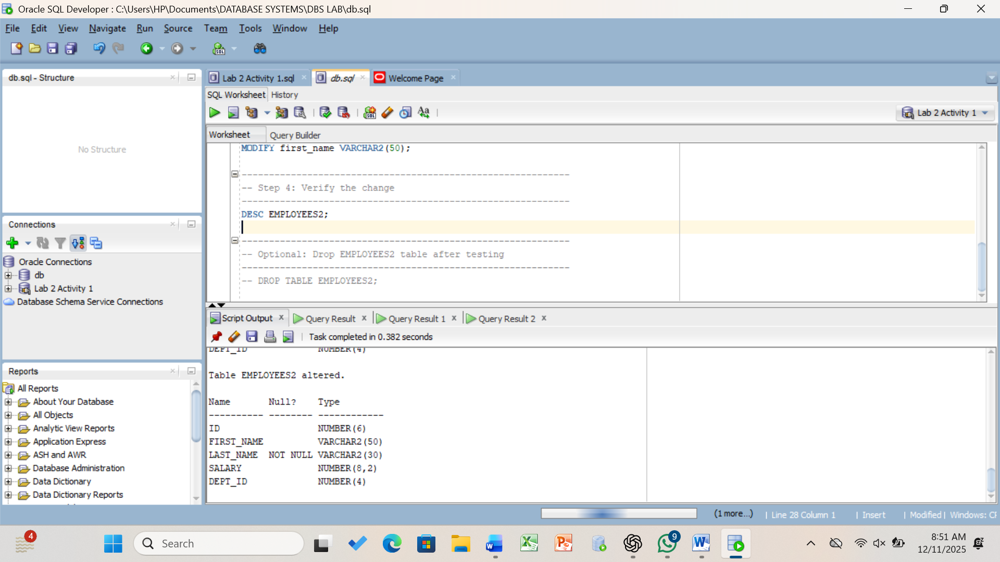 Oracle SQL Developer : C:\Users\HP\Documents\DATABASE SYSTEMS\DBS LAB\db.sql
File Edit View Navigate Run Source Team Tools Window Help
db.sql - Structure
No Structure
Connections
Oracle Connections
db
Lab 2 Activity 1
Database Schema Service Connections
Reports
All Reports
About Your Database
All Objects
Analytic View Reports
Application Express
ASH and AWR
Database Administration
Data Dictionary
Data Dictionary Reports
Lab 2 Activity 1.sql db.sql Welcome Page
SQL Worksheet History
Lab 2 Activity 1
Worksheet Query Builder
MODIFY first_name VARCHAR2(50);
------------------------------------------------------------
-- Step 4: Verify the change
------------------------------------------------------------
DESC EMPLOYEES2;
------------------------------------------------------------
-- Optional: Drop EMPLOYEES2 table after testing
------------------------------------------------------------
-- DROP TABLE EMPLOYEES2;
Script Output Query Result Query Result 1 Query Result 2
Task completed in 0.382 seconds
DEPT_ID NUMBER(4)
Table EMPLOYEES2 altered.
Name Null? Type
---------- -------- ------------
ID NUMBER(6)
FIRST_NAME VARCHAR2(50)
LAST_NAME NOT NULL VARCHAR2(30)
SALARY NUMBER(8,2)
DEPT_ID NUMBER(4)
(1 more...) | Line 28 Column 1 | Insert | Modified | Windows: CF
4
Search
9
8:51 AM
12/11/2025